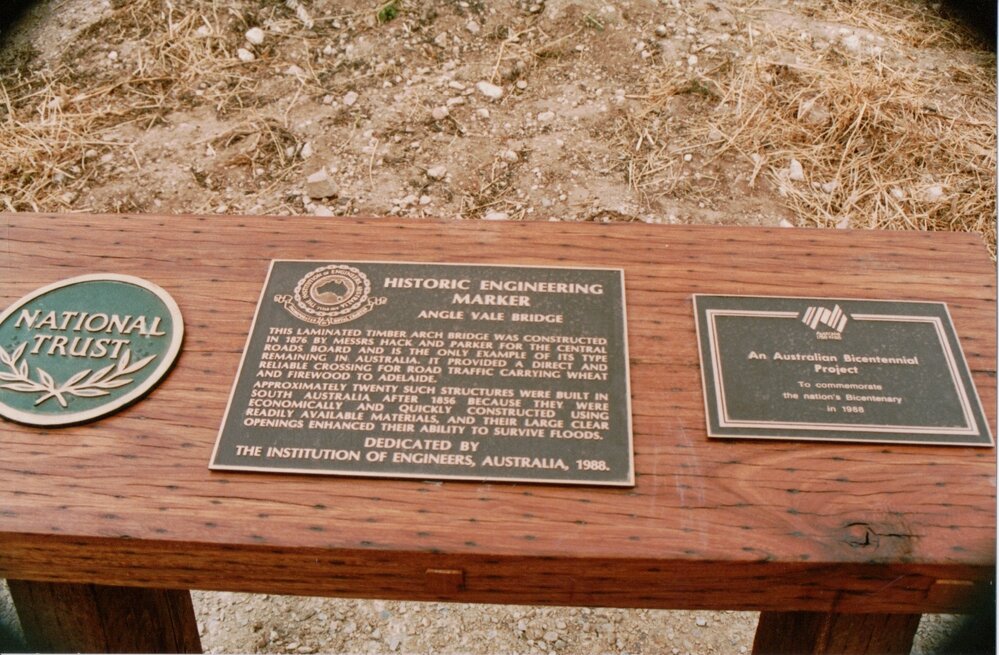 NATIONAL
TRUST
HISTORIC ENGINEERING
MARKER
ANGLE VALE BRIDGE
THIS LAMINATED TIMBER ARCH BRIDGE WAS CONSTRUCTED
IN 1876 BY MESSRS HACK AND PARKER FOR THE CENTRAL
ROADS BOARD AND IS THE ONLY EXAMPLE OF ITS TYPE
REMAINING IN AUSTRALIA. IT PROVIDED A DIRECT AND
RELIABLE CROSSING FOR ROAD TRAFFIC CARRYING WHEAT
AND FIREWOOD TO ADELAIDE.
APPROXIMATELY TWENTY SUCH STRUCTURES WERE BUILT IN
SOUTH AUSTRALIA AFTER 1856 BECAUSE THEY WERE
ECONOMICALLY AND QUICKLY CONSTRUCTED USING
READILY AVAILABLE MATERIALS, AND THEIR LARGE CLEAR
OPENINGS ENHANCED THEIR ABILITY TO SURVIVE FLOODS.
DEDICATED BY
THE INSTITUTION OF ENGINEERS, AUSTRALIA, 1988.
An Australian Bicentennial
Project
To commemorate
the nation's Bicentenary
in 1988